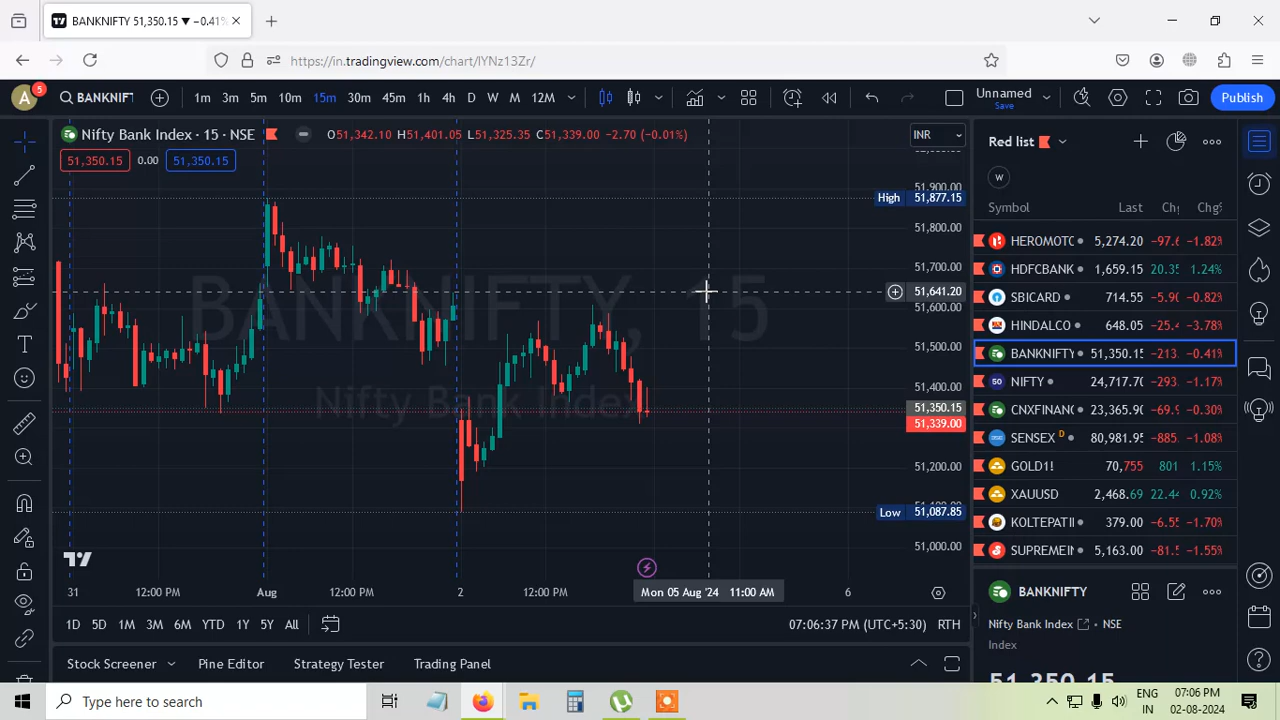 BANKNIFTY 51,350.15 ▼ −0.41%
https://in.tradingview.com/chart/IYNz13Zr/
A 5 BANKNIFT 1m 3m 5m 10m 15m 30m 45m 1h 4h D W M 12M Unnamed Save Publish
Nifty Bank Index · 15 · NSE O51,342.10 H51,401.05 L51,325.35 C51,339.00 −2.70 (−0.01%) INR
51,350.15 0.00 51,350.15
51,900.00
High 51,877.15
51,800.00
51,700.00
51,641.20
51,600.00
51,500.00
51,400.00
51,350.15
51,339.00
51,200.00
Low 51,087.85
51,000.00
BANKNIFTY, 15
Nifty Bank Index
31 12:00 PM Aug 12:00 PM 2 12:00 PM Mon 05 Aug '24 11:00 AM 6
1D 5D 1M 3M 6M YTD 1Y 5Y All 07:06:37 PM (UTC+5:30) RTH
Stock Screener Pine Editor Strategy Tester Trading Panel
Red list
W
Symbol Last Chg Chg%
HEROMOTC 5,274.20 −97.6 −1.82%
HDFCBANK 1,659.15 20.35 1.24%
SBICARD 714.55 −5.90 −0.82%
HINDALCO 648.05 −25.4 −3.78%
BANKNIFTY 51,350.15 −213. −0.41%
50 NIFTY 24,717.70 −293. −1.17%
CNXFINANC 23,365.90 −69.9 −0.30%
SENSEX D 80,981.95 −885. −1.08%
GOLD1! 70,755 801 1.15%
XAUUSD 2,468.69 22.44 0.92%
KOLTEPATIL 379.00 −6.55 −1.70%
SUPREMEIN 5,163.00 −81.5 −1.55%
BANKNIFTY
Nifty Bank Index NSE
Index
51,350.15
Type here to search
ENG 07:06 PM
IN 02-08-2024